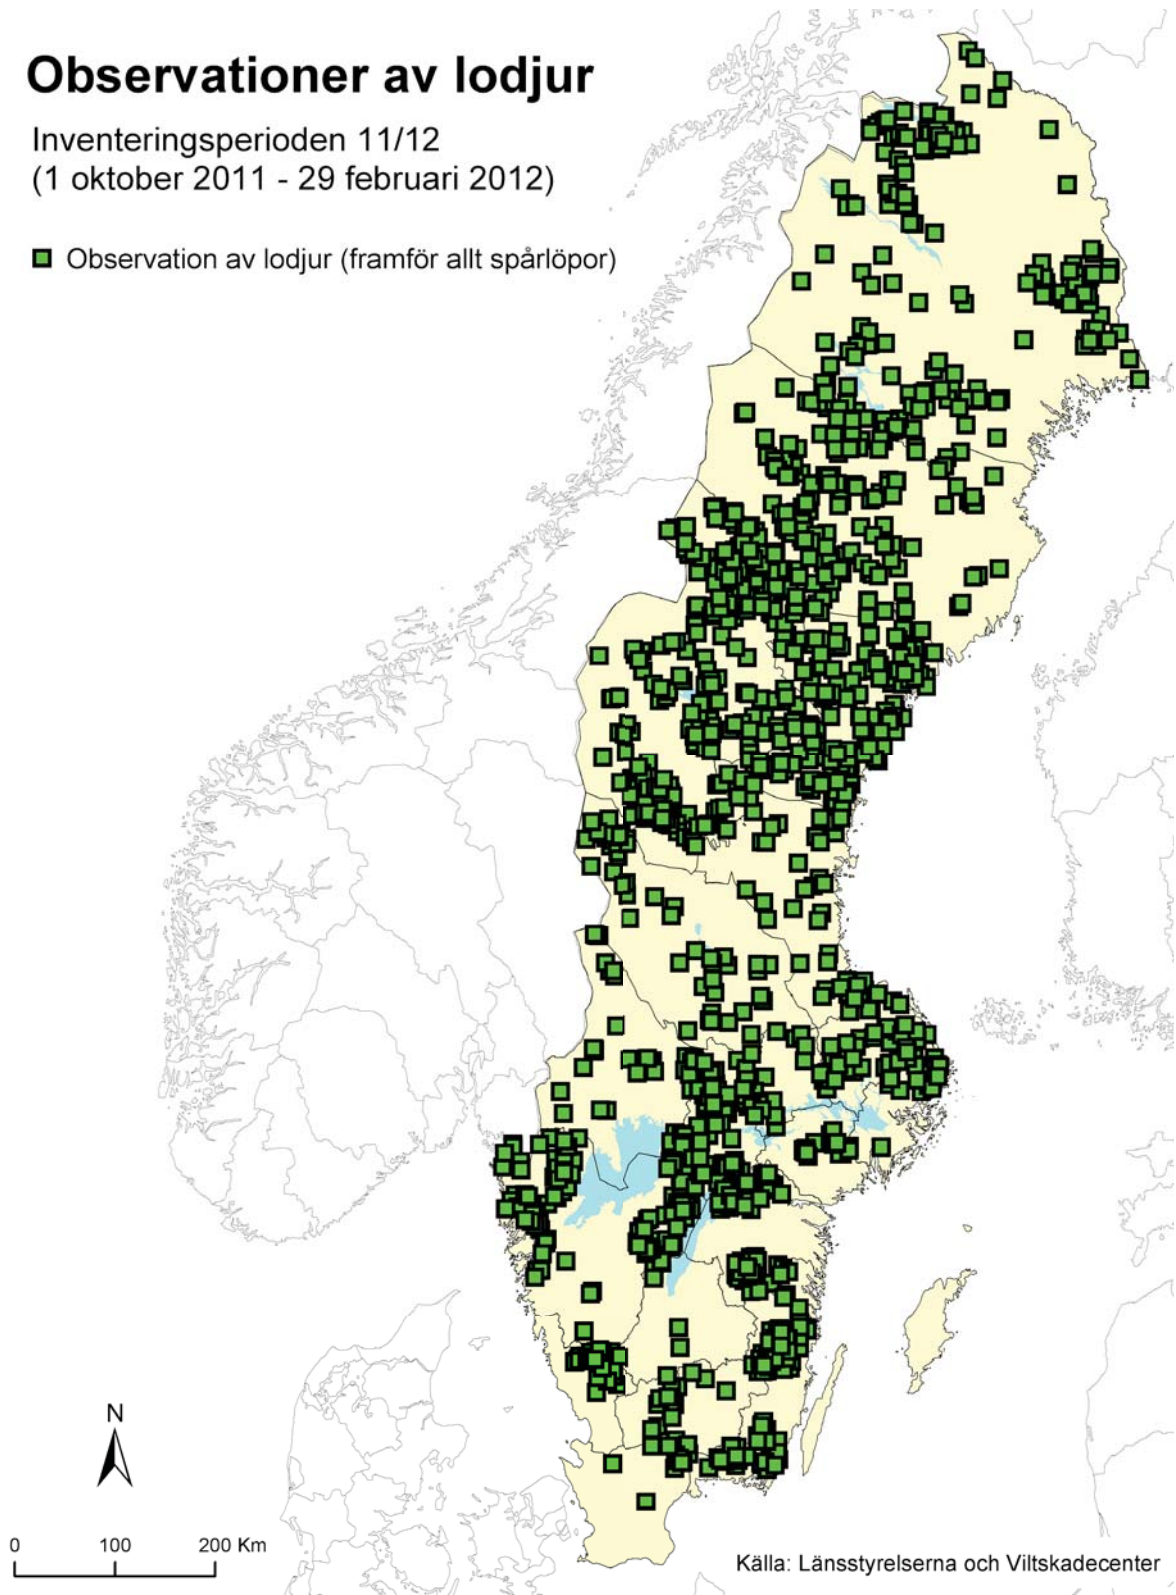 Observationer av lodjur
Inventeringsperioden 11/12
(1 oktober 2011 - 29 februari 2012)
Observation av lodjur (framför allt spårlöpor)
N
0 100 200 Km
Källa: Länsstyrelserna och Viltskadecenter